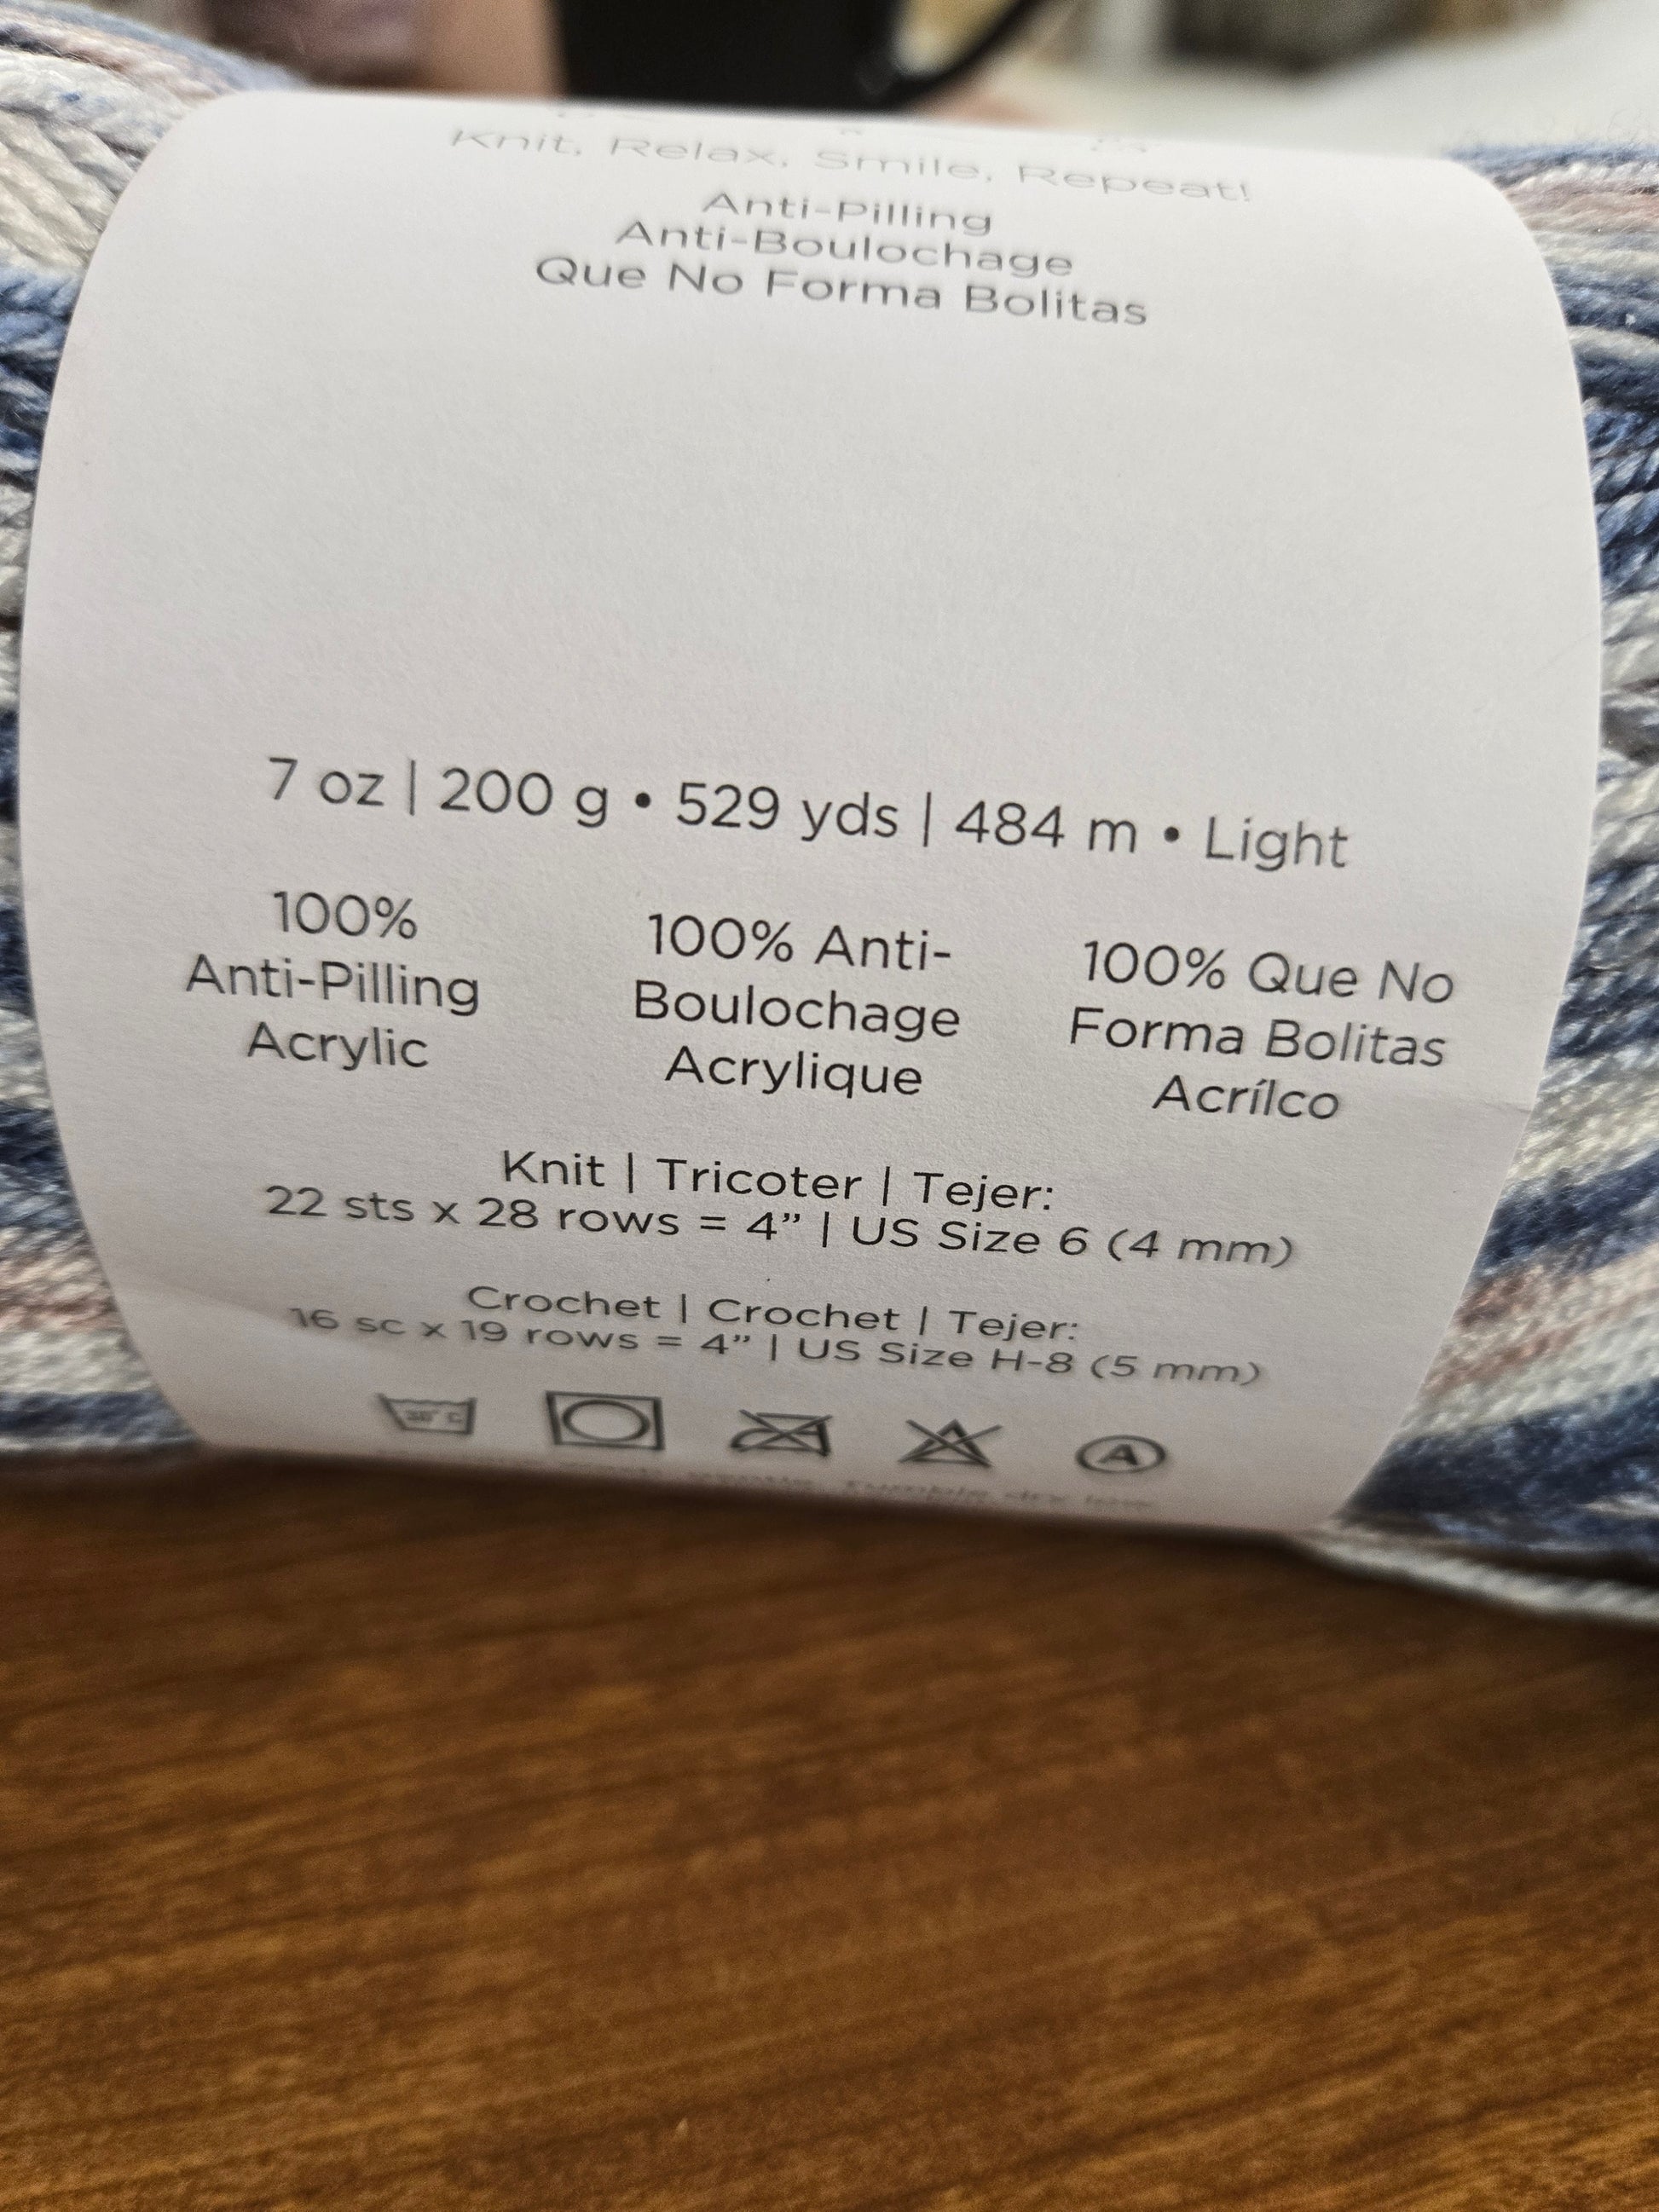 Knit, Relax, Smile, Repeat!
Anti-Pilling
Anti-Boulochage
Que No Forma Bolitas
7 oz | 200 g • 529 yds | 484 m • Light
100%
Anti-Pilling
Acrylic
100% Anti-
Boulochage
Acrylique
100% Que No
Forma Bolitas
Acrílco
Knit | Tricoter | Tejer:
22 sts x 28 rows = 4” | US Size 6 (4 mm)
Crochet | Crochet | Tejer:
16 sc x 19 rows = 4” | US Size H-8 (5 mm)
A